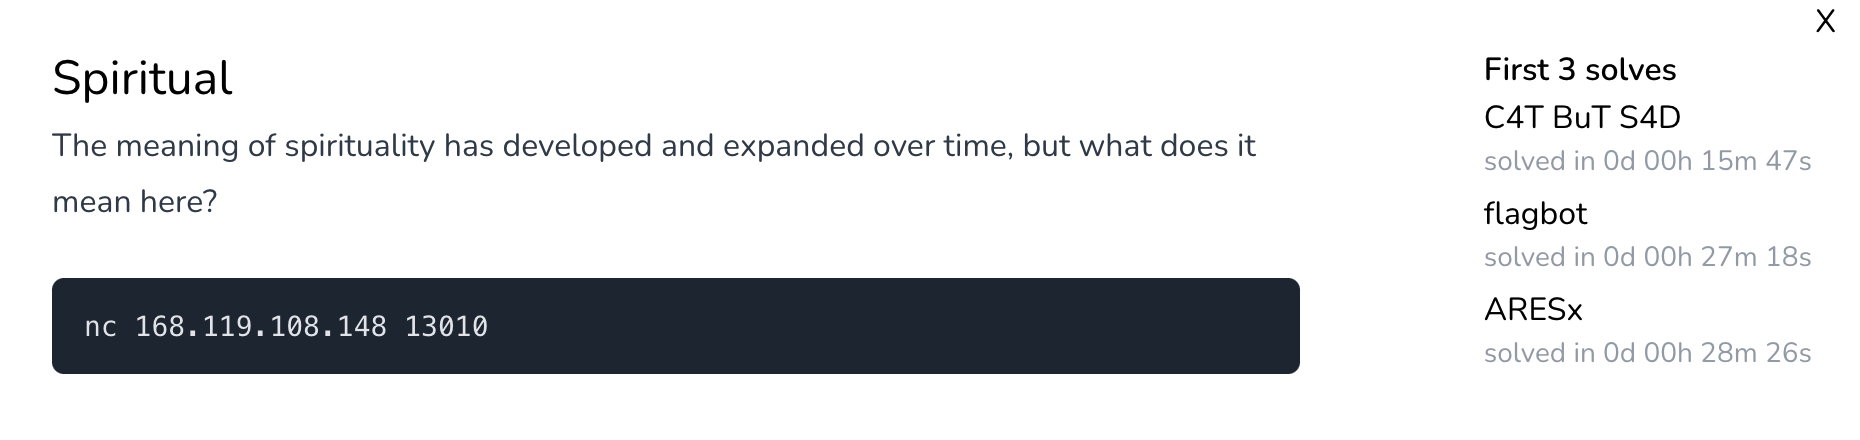 X
Spiritual
The meaning of spirituality has developed and expanded over time, but what does it
mean here?
nc 168.119.108.148 13010
First 3 solves
C4T BuT S4D
solved in 0d 00h 15m 47s
flagbot
solved in 0d 00h 27m 18s
ARESx
solved in 0d 00h 28m 26s